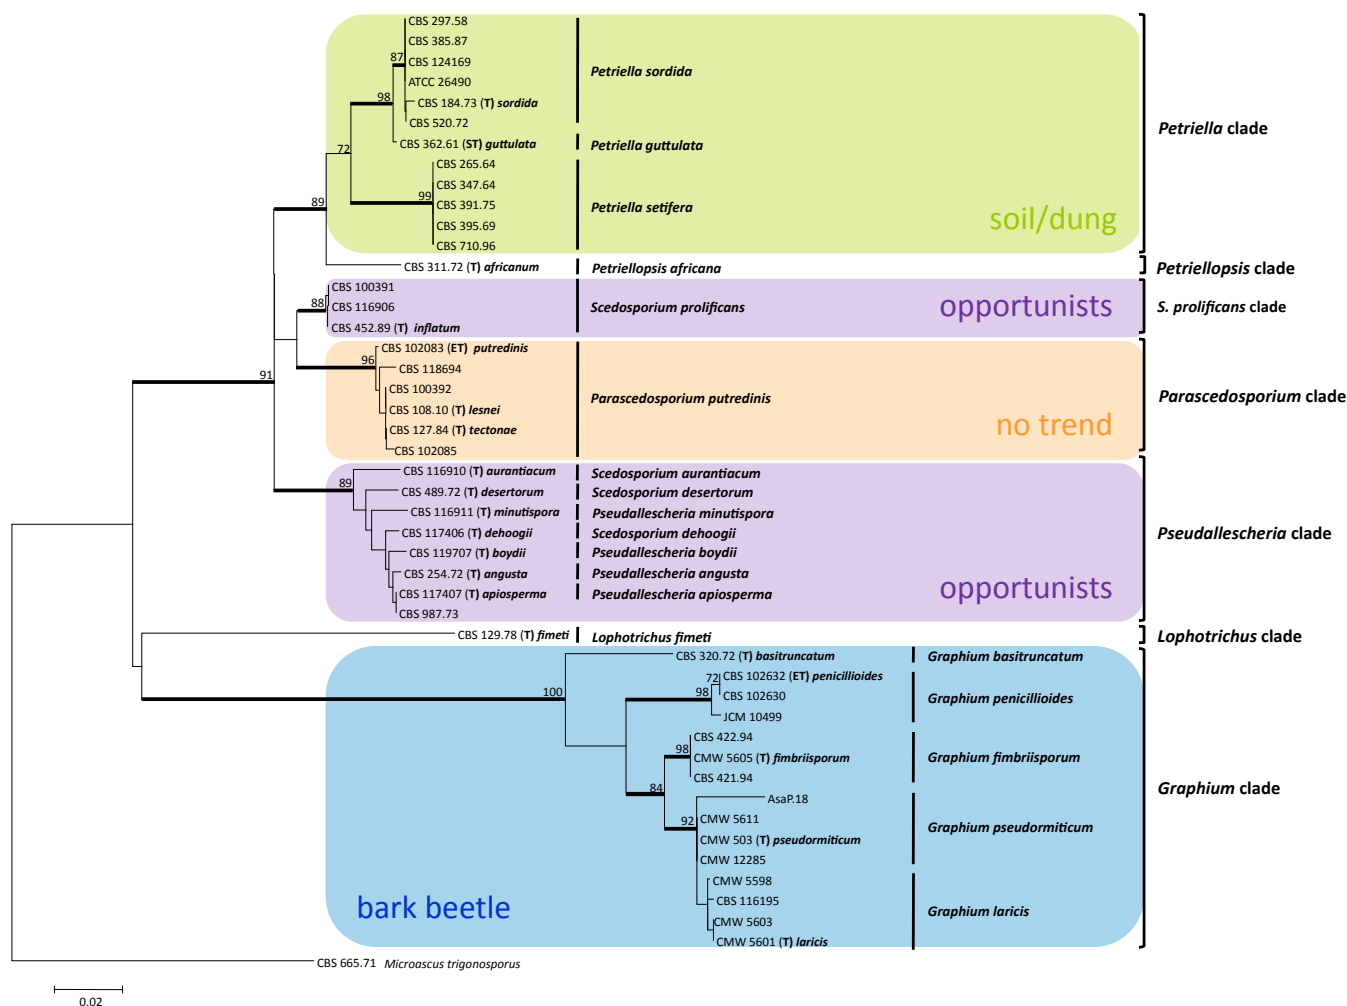 CBS 297.58
CBS 385.87
87
CBS 124169
Petriella sordida
ATCC 26490
98
CBS 184.73 (T) sordida
CBS 520.72
Petriella clade
CBS 362.61 (ST) guttulata
Petriella guttulata
72
CBS 265.64
CBS 347.64
99
CBS 391.75
Petriella setifera
89
CBS 395.69
soil/dung
CBS 710.96
CBS 311.72 (T) africanum
Petriellopsis africana
Petriellopsis clade
CBS 100391
88
CBS 116906
Scedosporium prolificans
opportunists
S. prolificans clade
CBS 452.89 (T) inflatum
CBS 102083 (ET) putredinis
96
CBS 118694
91
CBS 100392
Parascedosporium putredinis
Parascedosporium clade
CBS 108.10 (T) lesnei
CBS 127.84 (T) tectonae
no trend
CBS 102085
CBS 116910 (T) aurantiacum
Scedosporium aurantiacum
89
CBS 489.72 (T) desertorum
Scedosporium desertorum
CBS 116911 (T) minutispora
Pseudallescheria minutispora
CBS 117406 (T) dehoogii
Scedosporium dehoogii
Pseudallescheria clade
CBS 119707 (T) boydii
Pseudallescheria boydii
CBS 254.72 (T) angusta
Pseudallescheria angusta
CBS 117407 (T) apiosperma
Pseudallescheria apiosperma
opportunists
CBS 987.73
CBS 129.78 (T) fimeti
Lophotrichus fimeti
Lophotrichus clade
CBS 320.72 (T) basitruncatum
Graphium basitruncatum
100
72
CBS 102632 (ET) penicillioides
98
CBS 102630
Graphium penicillioides
JCM 10499
CBS 422.94
98
CMW 5605 (T) fimbriisporum
Graphium fimbriisporum
CBS 421.94
Graphium clade
84
AsaP.18
92
CMW 5611
Graphium pseudormiticum
CMW 503 (T) pseudormiticum
CMW 12285
CMW 5598
CBS 116195
Graphium laricis
bark beetle
CMW 5603
CMW 5601 (T) laricis
CBS 665.71 Microascus trigonosporus
0.02